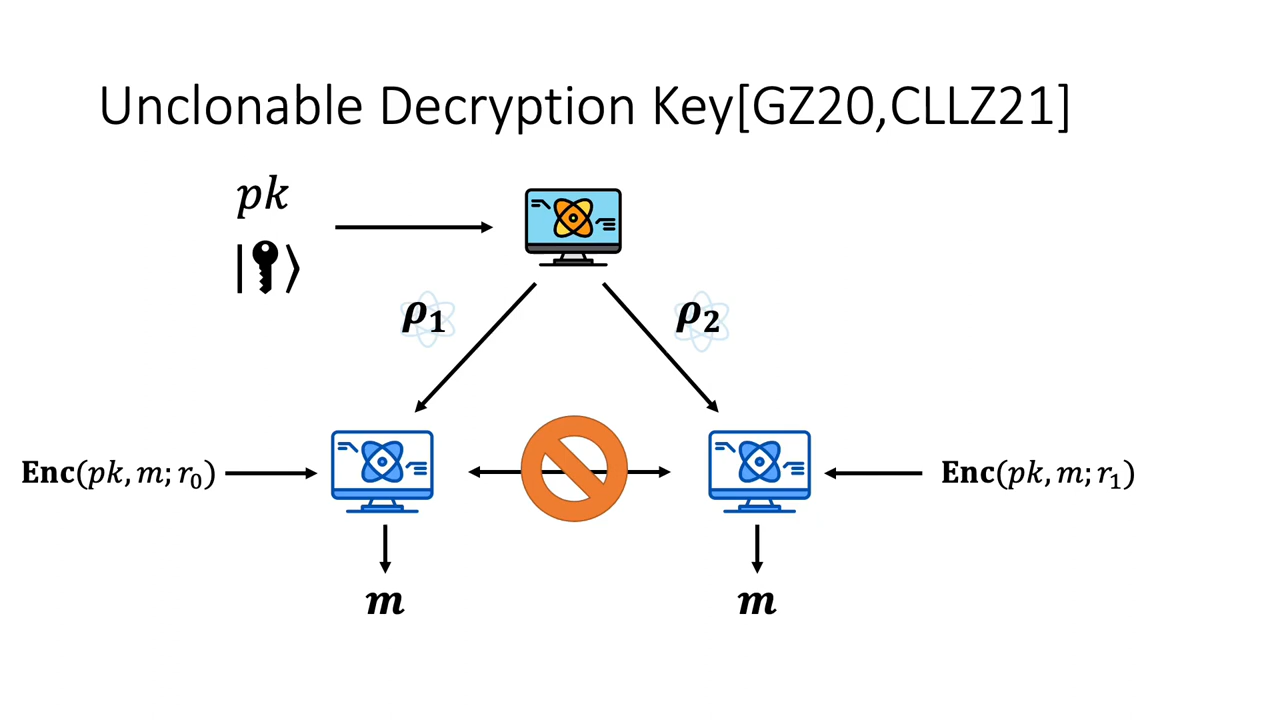 Unclonable Decryption Key[GZ20,CLLZ21]
pk
|⟩
ρ1 ρ2
Enc(pk, m; r0) Enc(pk, m; r1)
m m